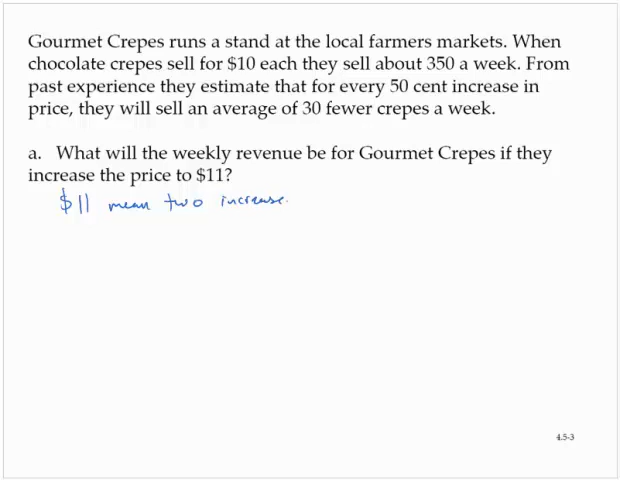 Gourmet Crepes runs a stand at the local farmers markets. When
chocolate crepes sell for $10 each they sell about 350 a week. From
past experience they estimate that for every 50 cent increase in
price, they will sell an average of 30 fewer crepes a week.
a. What will the weekly revenue be for Gourmet Crepes if they
increase the price to $11?
$11 mean two increase.
4.5-3